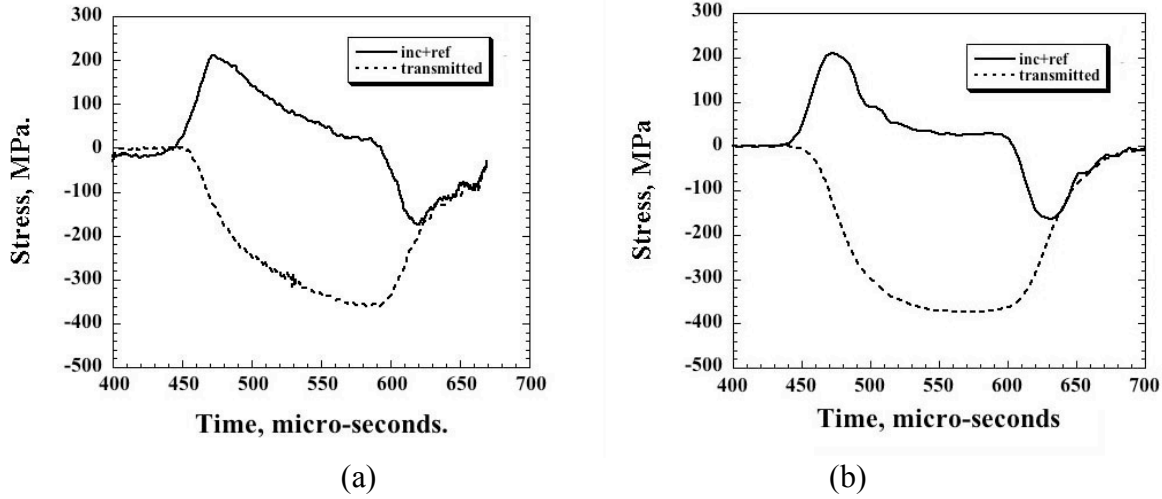 300
200
100
0
-100
-200
-300
-400
-500
Stress, MPa.
inc+ref
transmitted
400 450 500 550 600 650 700
Time, micro-seconds.
(a)
300
200
100
0
-100
-200
-300
-400
-500
Stress, MPa
inc+ref
transmitted
400 450 500 550 600 650 700
Time, micro-seconds
(b)